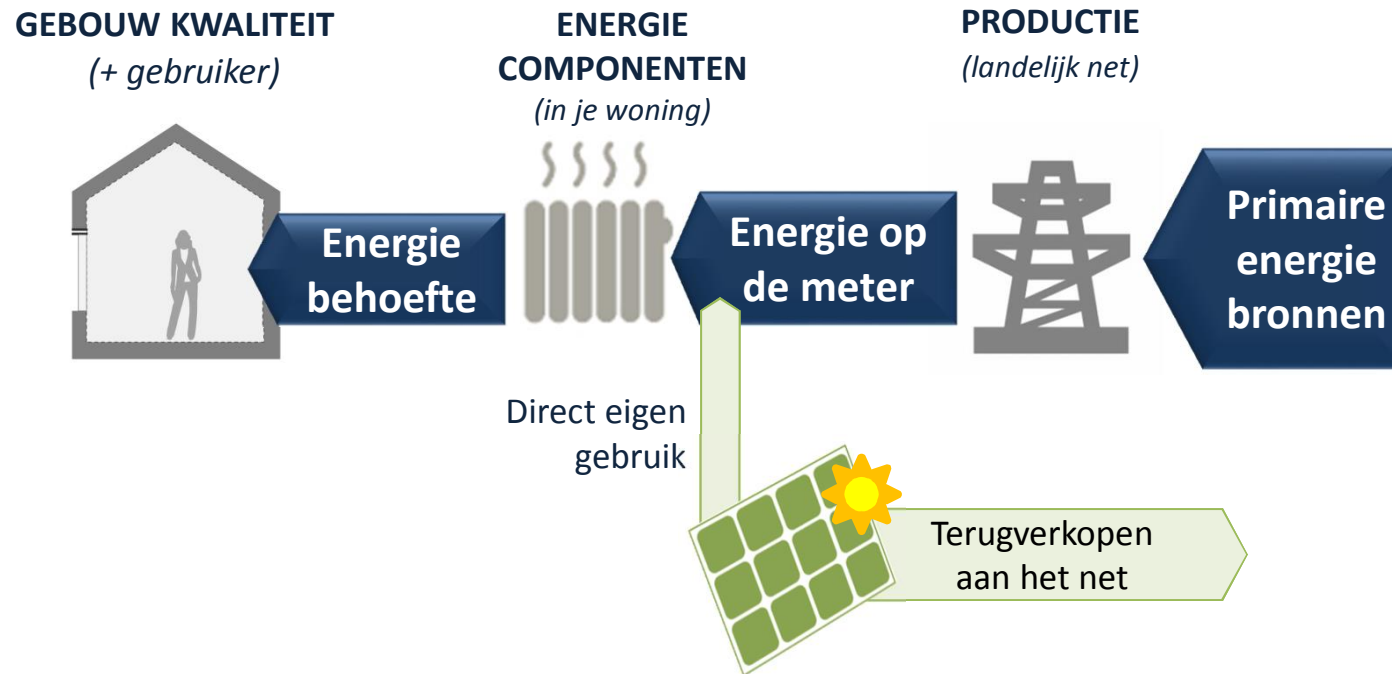 GEBOUW KWALITEIT
(+ gebruiker)
ENERGIE
COMPONENTEN
(in je woning)
PRODUCTIE
(landelijk net)
Energie
behoefte
Energie op
de meter
Primaire
energie
bronnen
Direct eigen
gebruik
Terugverkopen
aan het net